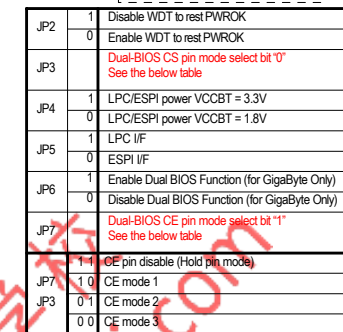 JP2 1 Disable WDT to rest PWROK
0 Enable WDT to rest PWROK
JP3 Dual-BIOS CS pin mode select bit "0"
See the below table
JP4 1 LPC/ESPI power VCCBT = 3.3V
0 LPC/ESPI power VCCBT = 1.8V
JP5 1 LPC I/F
0 ESPI I/F
JP6 1 Enable Dual BIOS Function (for GigaByte Only)
0 Disable Dual BIOS Function (for GigaByte Only)
JP7 Dual-BIOS CE pin mode select bit "1"
See the below table
JP7 JP3 1 1 CE pin disable (Hold pin mode)
1 0 CE mode 1
0 1 CE mode 2
0 0 CE mode 3